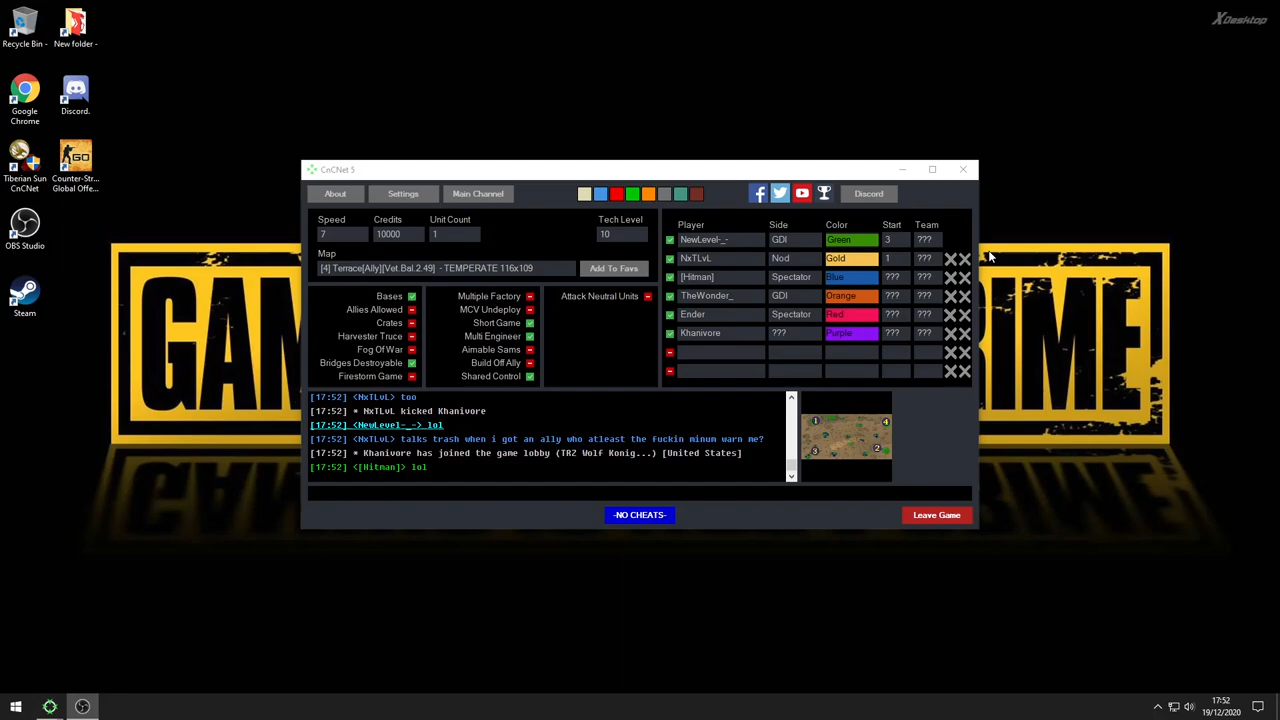 XDesktop
Recycle Bin -
New folder -
Google Chrome
Discord.
Tiberian Sun CnCNet
Counter-Str... Global Offe...
OBS Studio
Steam
GAM
RIME
CnCNet 5
About Settings Main Channel Discord
Speed Credits Unit Count Tech Level
7 10000 1 10
Map
[4] Terrace[Ally][Vet.Bal.2.49] - TEMPERATE 116x109 Add To Favs
Bases
Allies Allowed
Crates
Harvester Truce
Fog Of War
Bridges Destroyable
Firestorm Game
Multiple Factory
MCV Undeploy
Short Game
Multi Engineer
Aimable Sams
Build Off Ally
Shared Control
Attack Neutral Units
Player Side Color Start Team
NewLevel-_- GDI Green 3 ???
NxTLvL Nod Gold 1 ???
[Hitman] Spectator Blue ??? ???
TheWonder_ GDI Orange ??? ???
Ender Spectator Red ??? ???
Khanivore ??? Purple ??? ???
[17:52] <NxTLvL> too
[17:52] * NxTLvL kicked Khanivore
[17:52] <NewLevel-_-> lol
[17:52] <NxTLvL> talks trash when i got an ally who atleast the fuckin minum warn me?
[17:52] * Khanivore has joined the game lobby (TRZ Wolf Konig...) [United States]
[17:52] <[Hitman]> lol
1 4
3 2
-NO CHEATS- Leave Game
17:52
19/12/2020